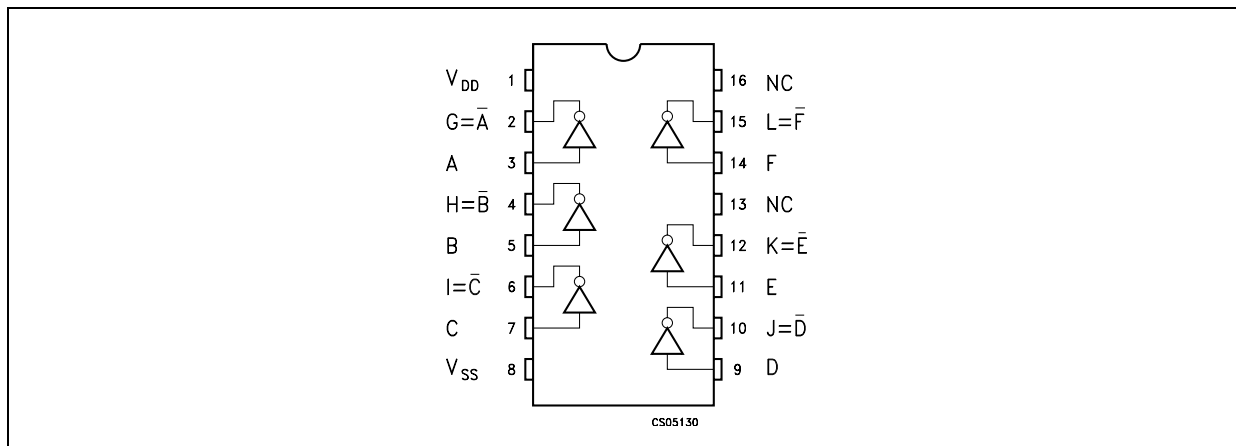 V_DD 1 16 NC
G=A̅ 2 15 L=F̅
A 3 14 F
H=B̅ 4 13 NC
B 5 12 K=E̅
I=C̅ 6 11 E
C 7 10 J=D̅
V_SS 8 9 D
CS05130